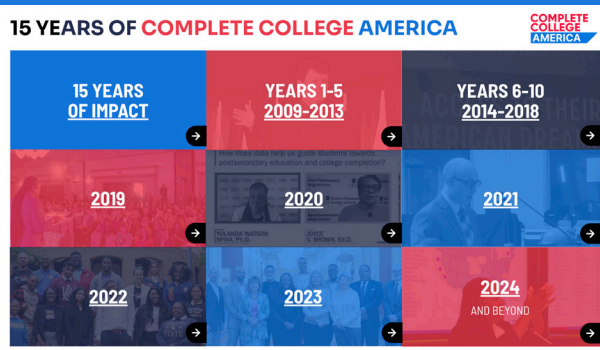 15 YEARS OF COMPLETE COLLEGE AMERICA
COMPLETE
COLLEGE
AMERICA
15 YEARS
OF IMPACT
YEARS 1-5
2009-2013
YEARS 6-10
2014-2018
2019
How does data help us guide students towards
postsecondary education and college completion?
2020
YOLANDA WATSON
SPIVA, PH.D.
JOYCE
V. BROWN, Ed.D.
2021
2022
2023
2024
AND BEYOND